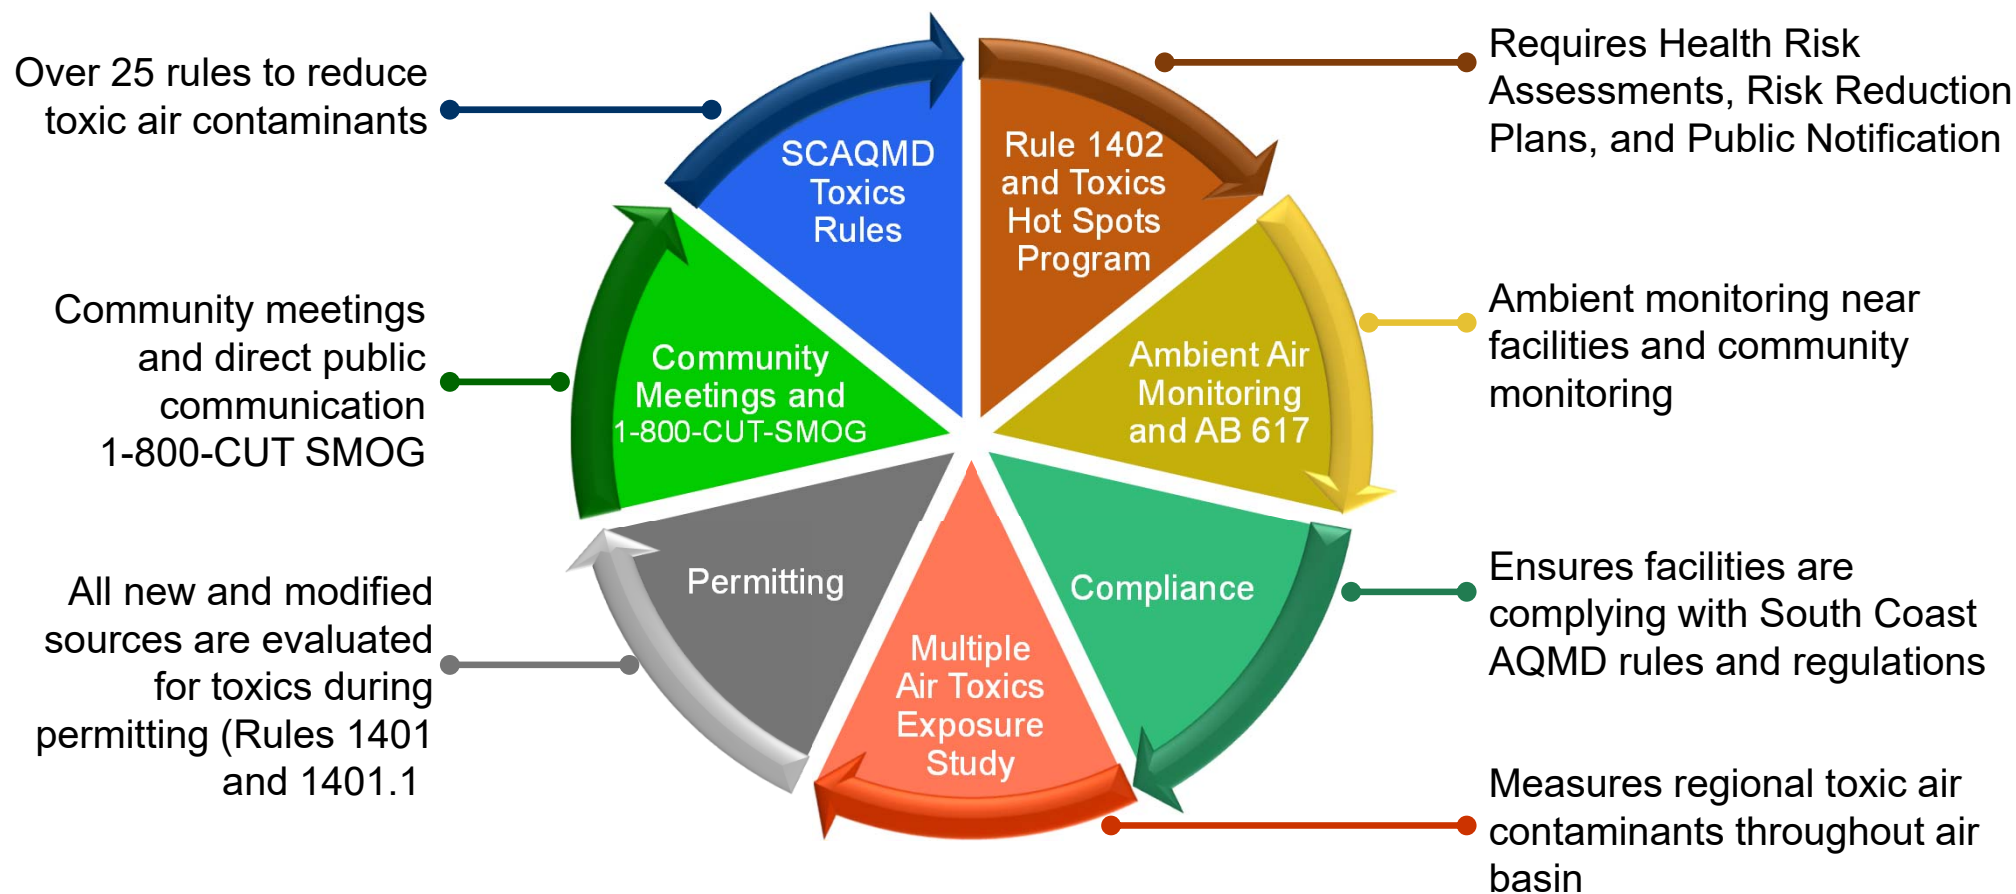 Over 25 rules to reduce
toxic air contaminants
Requires Health Risk
Assessments, Risk Reduction
Plans, and Public Notification
SCAQMD
Toxics
Rules
Rule 1402
and Toxics
Hot Spots
Program
Community meetings
and direct public
communication
1-800-CUT SMOG
Community
Meetings and
1-800-CUT-SMOG
Ambient Air
Monitoring
and AB 617
Ambient monitoring near
facilities and community
monitoring
All new and modified
sources are evaluated
for toxics during
permitting (Rules 1401
and 1401.1
Permitting
Multiple
Air Toxics
Exposure
Study
Compliance
Ensures facilities are
complying with South Coast
AQMD rules and regulations
Measures regional toxic air
contaminants throughout air
basin